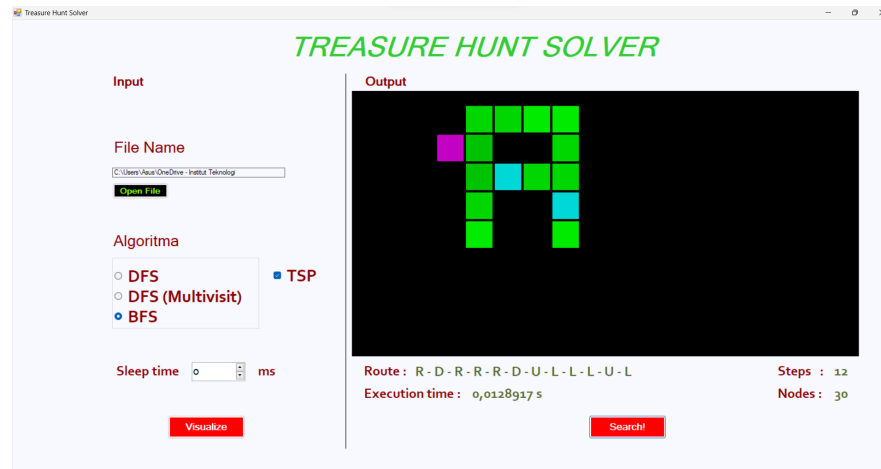 Treasure Hunt Solver
TREASURE HUNT SOLVER
Input
File Name
C:\Users\Asus\OneDrive - Institut Teknologi
Open File
Algoritma
DFS
TSP
DFS (Multivisit)
BFS
Sleep time 0 ms
Visualize
Output
Route : R - D - R - R - R - D - U - L - L - L - U - L
Steps : 12
Execution time : 0,0128917 s
Nodes : 30
Search!